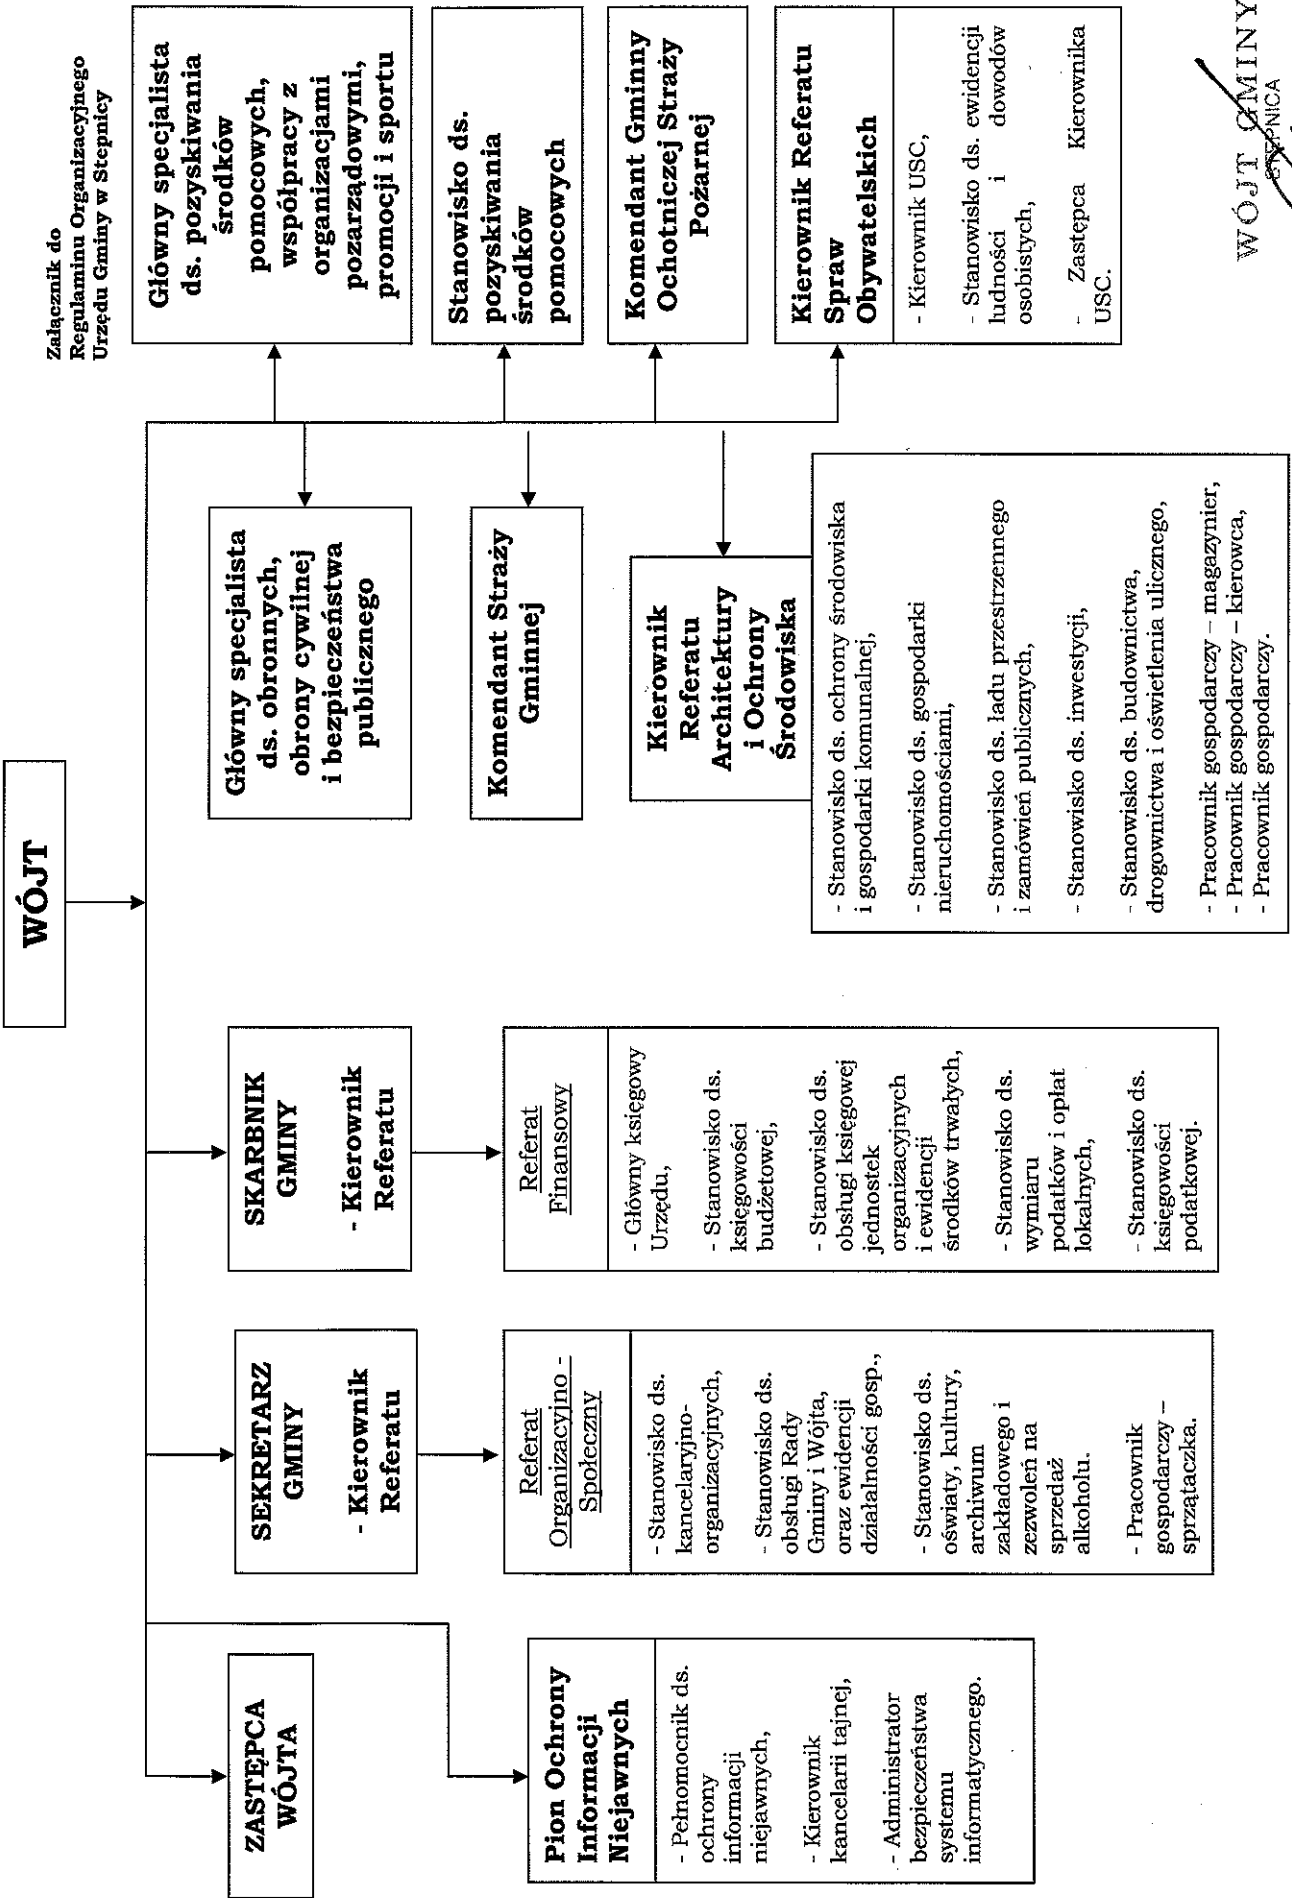 Załącznik do
Regulaminu Organizacyjnego
Urzędu Gminy w Stepnicy
WÓJT
ZASTĘPCA
WÓJTA
Pion Ochrony
Informacji
Niejawnych
- Pełnomocnik ds.
ochrony
informacji
niejawnych,
- Kierownik
kancelarii tajnej,
- Administrator
bezpieczeństwa
systemu
informatycznego.
SEKRETARZ
GMINY
- Kierownik
Referatu
Referat
Organizacyjno -
Społeczny
- Stanowisko ds.
kancelaryjno-
organizacyjnych,
- Stanowisko ds.
obsługi Rady
Gminy i Wójta,
oraz ewidencji
działalności gosp.,
- Stanowisko ds.
oświaty, kultury,
archiwum
zakładowego i
zezwoleń na
sprzedaż
alkoholu.
- Pracownik
gospodarczy –
sprzątaczka.
SKARBNIK
GMINY
- Kierownik
Referatu
Referat
Finansowy
- Główny księgowy
Urzędu,
- Stanowisko ds.
księgowości
budżetowej,
- Stanowisko ds.
obsługi księgowej
jednostek
organizacyjnych
i ewidencji
środków trwałych,
- Stanowisko ds.
wymiaru
podatków i opłat
lokalnych,
- Stanowisko ds.
księgowości
podatkowej.
Główny specjalista
ds. obronnych,
obrony cywilnej
i bezpieczeństwa
publicznego
Komendant Straży
Gminnej
Kierownik
Referatu
Architektury
i Ochrony
Środowiska
- Stanowisko ds. ochrony środowiska
i gospodarki komunalnej,
- Stanowisko ds. gospodarki
nieruchomościami,
- Stanowisko ds. ładu przestrzennego
i zamówień publicznych,
- Stanowisko ds. inwestycji,
- Stanowisko ds. budownictwa,
drogownictwa i oświetlenia ulicznego,
- Pracownik gospodarczy – magazynier,
- Pracownik gospodarczy – kierowca,
- Pracownik gospodarczy.
Główny specjalista
ds. pozyskiwania
środków
pomocowych,
współpracy z
organizacjami
pozarządowymi,
promocji i sportu
Stanowisko ds.
pozyskiwania
środków
pomocowych
Komendant Gminny
Ochotniczej Straży
Pożarnej
Kierownik Referatu
Spraw
Obywatelskich
- Kierownik USC,
- Stanowisko ds. ewidencji
ludności i dowodów
osobistych,
- Zastępca Kierownika
USC.
WÓJT GMINY
STEPNICA